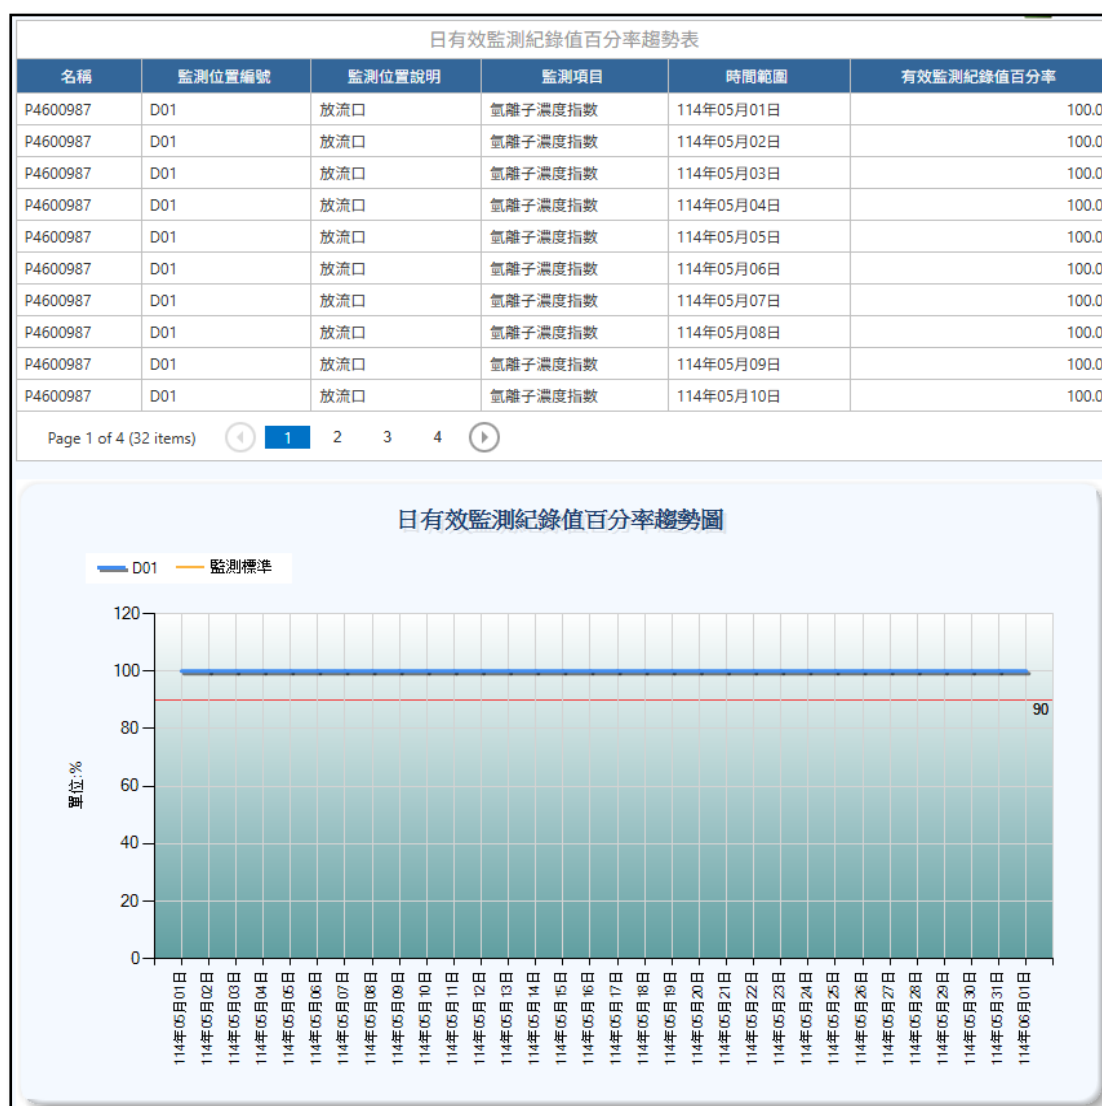 日有效監測紀錄值百分率趨勢表
名稱 監測位置編號 監測位置說明 監測項目 時間範圍 有效監測紀錄值百分率
P4600987 D01 放流口 氫離子濃度指數 114年05月01日 100.0
P4600987 D01 放流口 氫離子濃度指數 114年05月02日 100.0
P4600987 D01 放流口 氫離子濃度指數 114年05月03日 100.0
P4600987 D01 放流口 氫離子濃度指數 114年05月04日 100.0
P4600987 D01 放流口 氫離子濃度指數 114年05月05日 100.0
P4600987 D01 放流口 氫離子濃度指數 114年05月06日 100.0
P4600987 D01 放流口 氫離子濃度指數 114年05月07日 100.0
P4600987 D01 放流口 氫離子濃度指數 114年05月08日 100.0
P4600987 D01 放流口 氫離子濃度指數 114年05月09日 100.0
P4600987 D01 放流口 氫離子濃度指數 114年05月10日 100.0
Page 1 of 4 (32 items) 1 2 3 4
日有效監測紀錄值百分率趨勢圖
D01 監測標準
120
100
90
80
單位:%
60
40
20
0
114年05月01日
114年05月02日
114年05月03日
114年05月04日
114年05月05日
114年05月06日
114年05月07日
114年05月08日
114年05月09日
114年05月10日
114年05月11日
114年05月12日
114年05月13日
114年05月14日
114年05月15日
114年05月16日
114年05月17日
114年05月18日
114年05月19日
114年05月20日
114年05月21日
114年05月22日
114年05月23日
114年05月24日
114年05月25日
114年05月26日
114年05月27日
114年05月28日
114年05月29日
114年05月30日
114年05月31日
114年06月01日